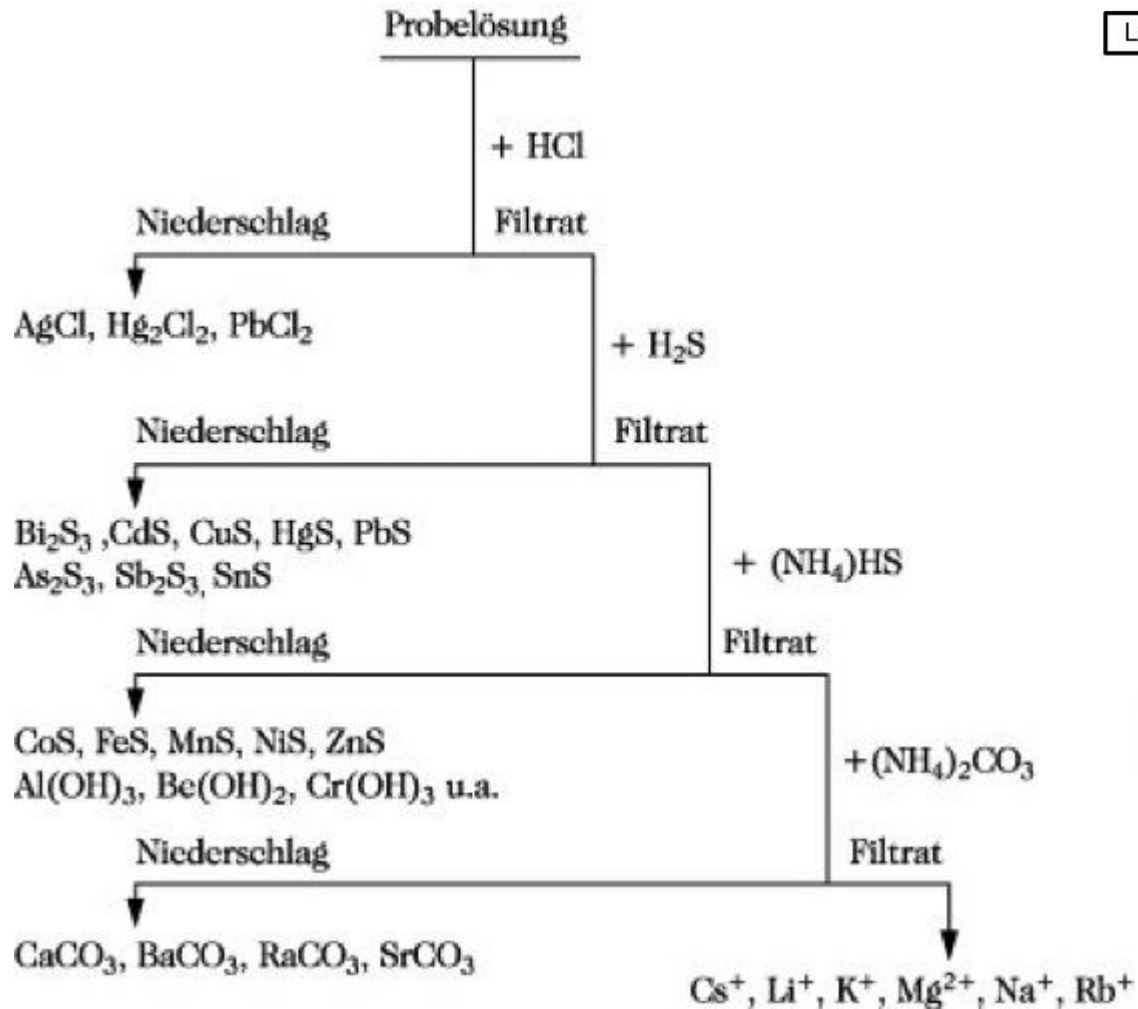 Probelösung
L
+ HCl
Niederschlag Filtrat
AgCl, Hg₂Cl₂, PbCl₂
+ H₂S
Niederschlag Filtrat
Bi₂S₃ ,CdS, CuS, HgS, PbS
As₂S₃, Sb₂S₃, SnS
+ (NH₄)HS
Niederschlag Filtrat
CoS, FeS, MnS, NiS, ZnS
Al(OH)₃, Be(OH)₂, Cr(OH)₃ u.a.
+(NH₄)₂CO₃
Niederschlag Filtrat
CaCO₃, BaCO₃, RaCO₃, SrCO₃
Cs⁺, Li⁺, K⁺, Mg²⁺, Na⁺, Rb⁺